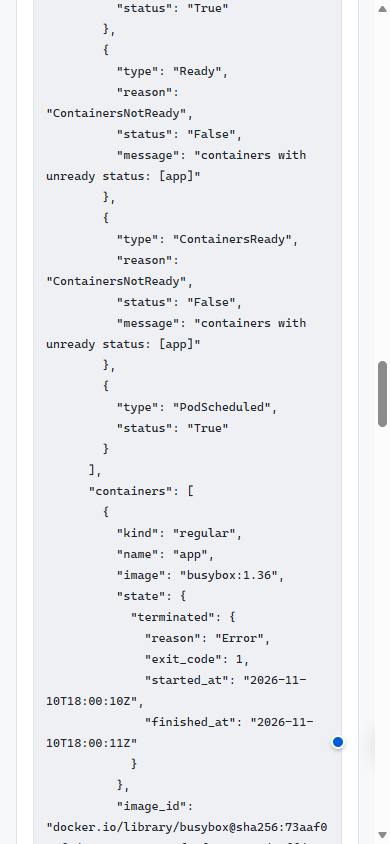 "status": "True"
},
{
"type": "Ready",
"reason":
"ContainersNotReady",
"status": "False",
"message": "containers with
unready status: [app]"
},
{
"type": "ContainersReady",
"reason":
"ContainersNotReady",
"status": "False",
"message": "containers with
unready status: [app]"
},
{
"type": "PodScheduled",
"status": "True"
}
],
"containers": [
{
"kind": "regular",
"name": "app",
"image": "busybox:1.36",
"state": {
"terminated": {
"reason": "Error",
"exit_code": 1,
"started_at": "2026-11-
10T18:00:10Z",
"finished_at": "2026-11-
10T18:00:11Z"
}
},
"image_id":
"docker.io/library/busybox@sha256:73aaf0